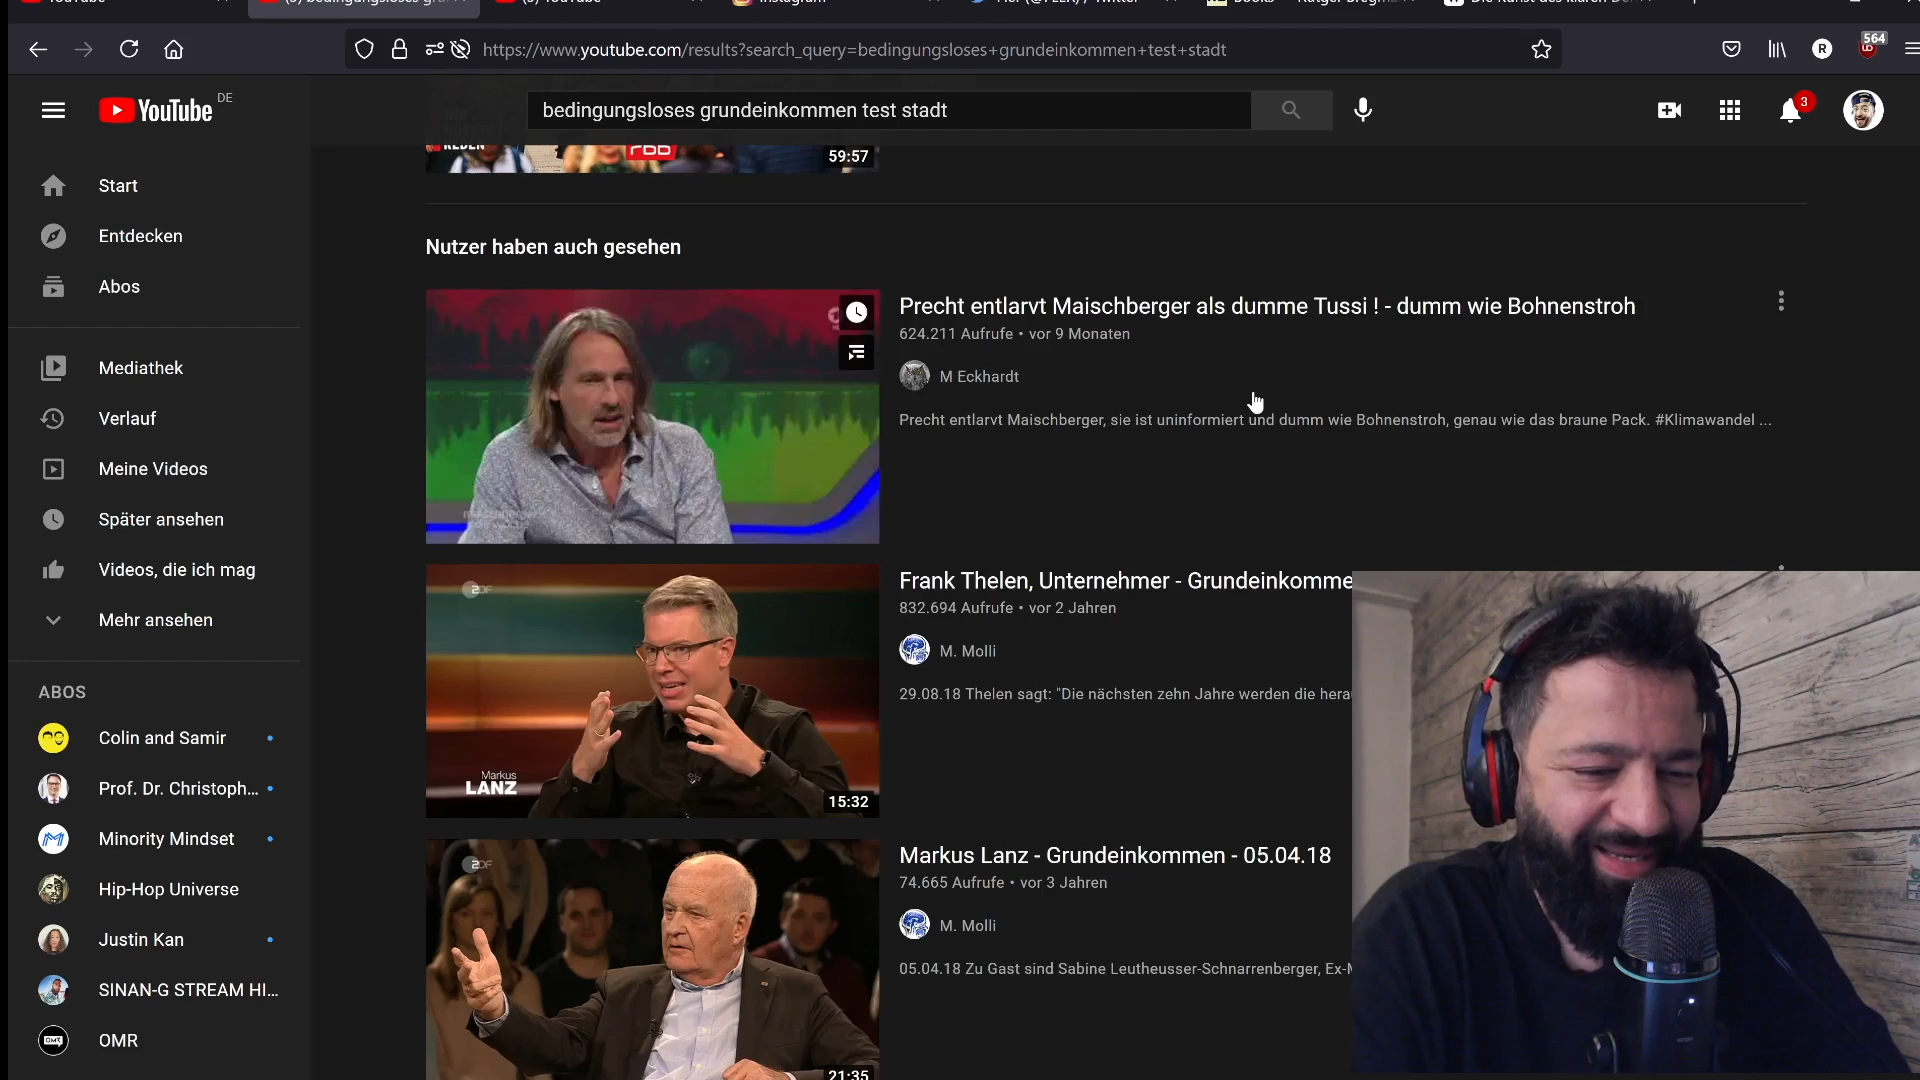 YouTube
bedingungsloses gru
YouTube
Instagram
https://www.youtube.com/results?search_query=bedingungsloses+grundeinkommen+test+stadt
R
564
YouTube DE
bedingungsloses grundeinkommen test stadt
3
Start
Entdecken
Abos
Mediathek
Verlauf
Meine Videos
Später ansehen
Videos, die ich mag
Mehr ansehen
ABOS
Colin and Samir
Prof. Dr. Christoph...
Minority Mindset
Hip-Hop Universe
Justin Kan
SINAN-G STREAM HI...
OMR
59:57
Nutzer haben auch gesehen
Precht entlarvt Maischberger als dumme Tussi ! - dumm wie Bohnenstroh
624.211 Aufrufe • vor 9 Monaten
M Eckhardt
Precht entlarvt Maischberger, sie ist uninformiert und dumm wie Bohnenstroh, genau wie das braune Pack. #Klimawandel ...
ZDF
Markus
LANZ
15:32
Frank Thelen, Unternehmer - Grundeinkomme
832.694 Aufrufe • vor 2 Jahren
M. Molli
29.08.18 Thelen sagt: "Die nächsten zehn Jahre werden die hera
ZDF
21:35
Markus Lanz - Grundeinkommen - 05.04.18
74.665 Aufrufe • vor 3 Jahren
M. Molli
05.04.18 Zu Gast sind Sabine Leutheusser-Schnarrenberger, Ex-M